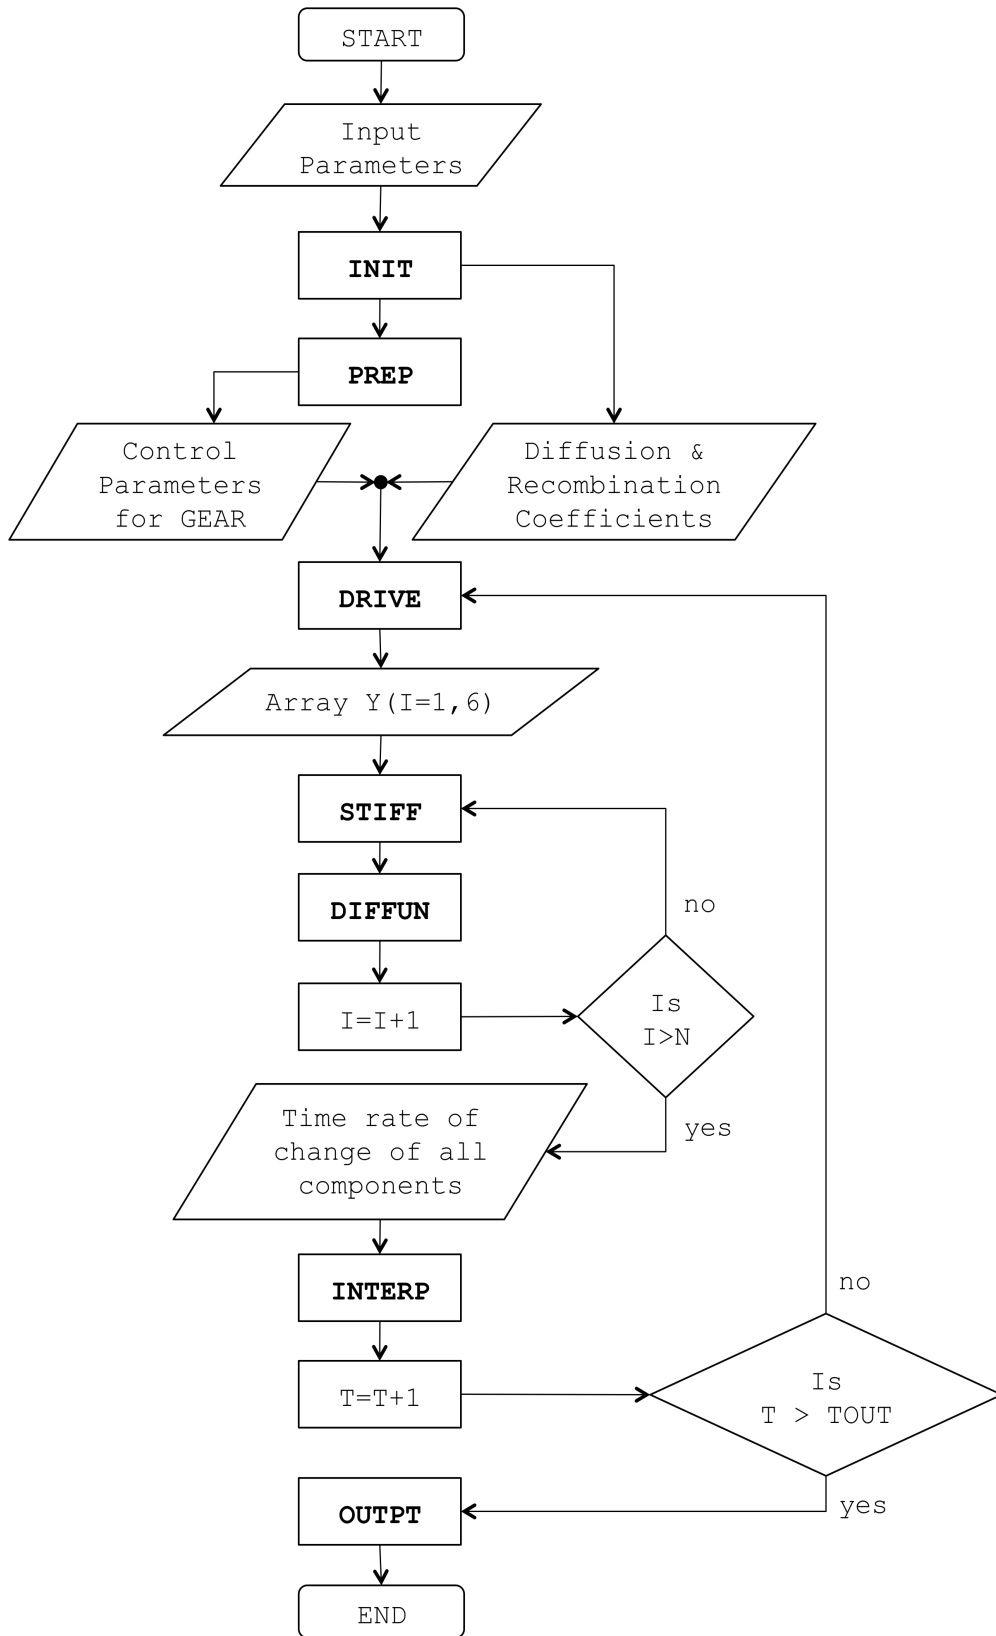 START
Input
Parameters
INIT
PREP
Control
Parameters
for GEAR
Diffusion &
Recombination
Coefficients
DRIVE
Array Y(I=1,6)
STIFF
DIFFUN
no
I=I+1
Is
I>N
yes
Time rate of
change of all
components
INTERP
no
T=T+1
Is
T > TOUT
yes
OUTPT
END